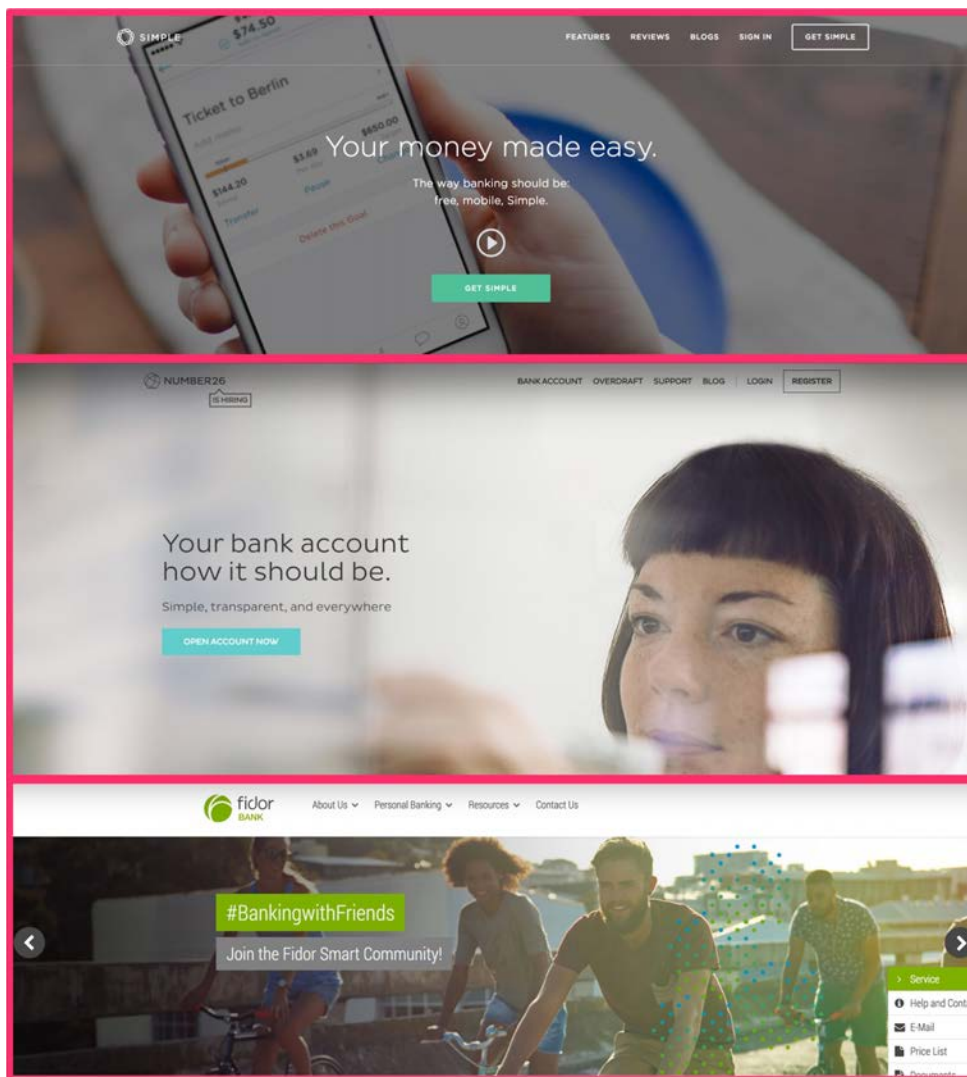 SIMPLE
FEATURES REVIEWS BLOGS SIGN IN GET SIMPLE
$74.50
Ticket to Berlin
$144.20
$3.69
$650.00
Transfer
Pause
Delete this Goal
Your money made easy.
The way banking should be:
free, mobile, Simple.
GET SIMPLE
NUMBER26
IS HIRING
BANK ACCOUNT OVERDRAFT SUPPORT BLOG LOGIN REGISTER
Your bank account
how it should be.
Simple, transparent, and everywhere
OPEN ACCOUNT NOW
fidor
BANK
About Us Personal Banking Resources Contact Us
#BankingwithFriends
Join the Fidor Smart Community!
Service
Help and Conta
E-Mail
Price List
Documents